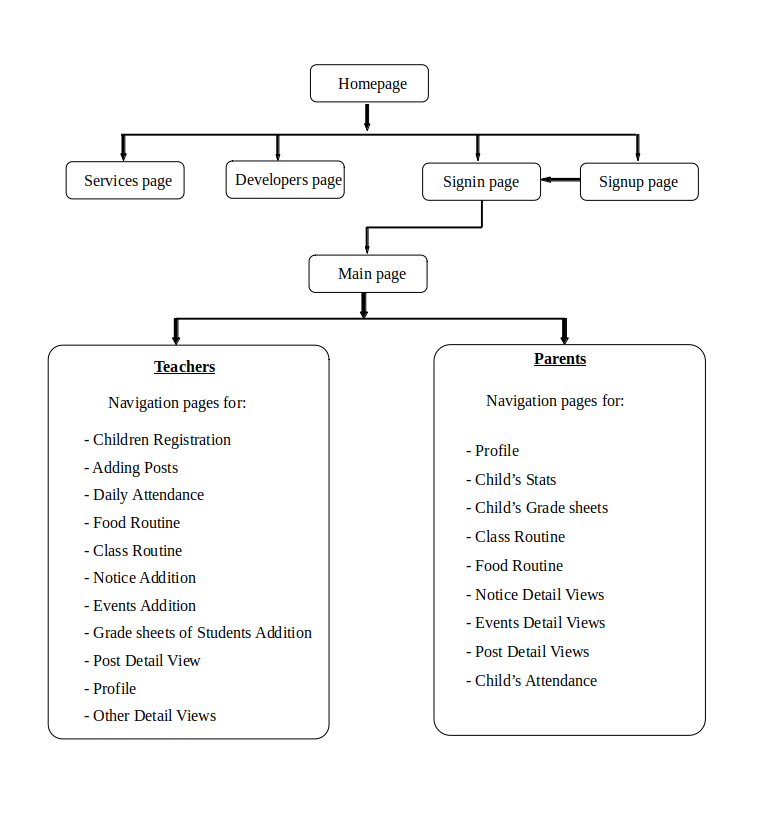 Homepage
Services page
Developers page
Signin page
Signup page
Main page
Teachers
Navigation pages for:
- Children Registration
- Adding Posts
- Daily Attendance
- Food Routine
- Class Routine
- Notice Addition
- Events Addition
- Grade sheets of Students Addition
- Post Detail View
- Profile
- Other Detail Views
Parents
Navigation pages for:
- Profile
- Child’s Stats
- Child’s Grade sheets
- Class Routine
- Food Routine
- Notice Detail Views
- Events Detail Views
- Post Detail Views
- Child’s Attendance